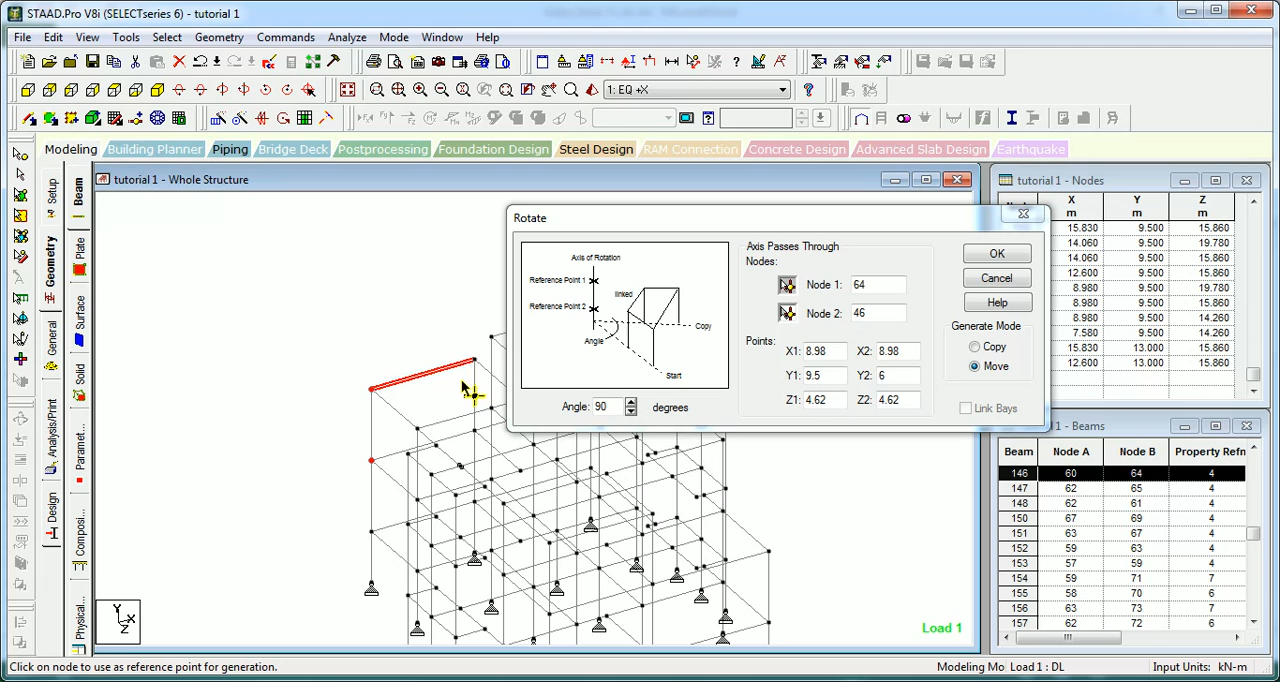 STAAD.Pro V8i (SELECTseries 6) - tutorial 1
File Edit View Tools Select Geometry Commands Analyze Mode Window Help
1: EQ +X
Modeling Building Planner Piping Bridge Deck Postprocessing Foundation Design Steel Design RAM Connection Concrete Design Advanced Slab Design Earthquake
Setup
Geometry
General
Analysis/Print
Design
Beam
Plate
Surface
Solid
Paramet...
Composi...
Physical...
tutorial 1 - Whole Structure
Rotate
Axis of Rotation
Reference Point 1
Reference Point 2
linked
Copy
Angle
Start
Angle: 90 degrees
Axis Passes Through
Nodes:
Node 1: 64
Node 2: 46
Points:
X1: 8.98 X2: 8.98
Y1: 9.5 Y2: 6
Z1: 4.62 Z2: 4.62
OK
Cancel
Help
Generate Mode
Copy
Move
Link Bays
Y
X
Z
Load 1
tutorial 1 - Nodes
X Y Z
m m m
15.830 9.500 15.860
14.060 9.500 19.780
14.060 9.500 15.860
12.600 9.500 15.860
8.980 9.500 19.780
8.980 9.500 15.860
8.980 9.500 15.860
7.580 9.500 15.860
15.830 13.000 15.860
12.600 13.000 15.860
1 - Beams
Beam Node A Node B Property Refn
146 60 64 4
147 62 65 4
148 62 61 4
150 67 69 4
151 63 67 4
152 59 63 4
153 57 59 4
154 59 71 7
155 58 70 6
156 63 73 7
157 62 72 6
Click on node to use as reference point for generation.
Modeling Mo Load 1 : DL Input Units: kN-m